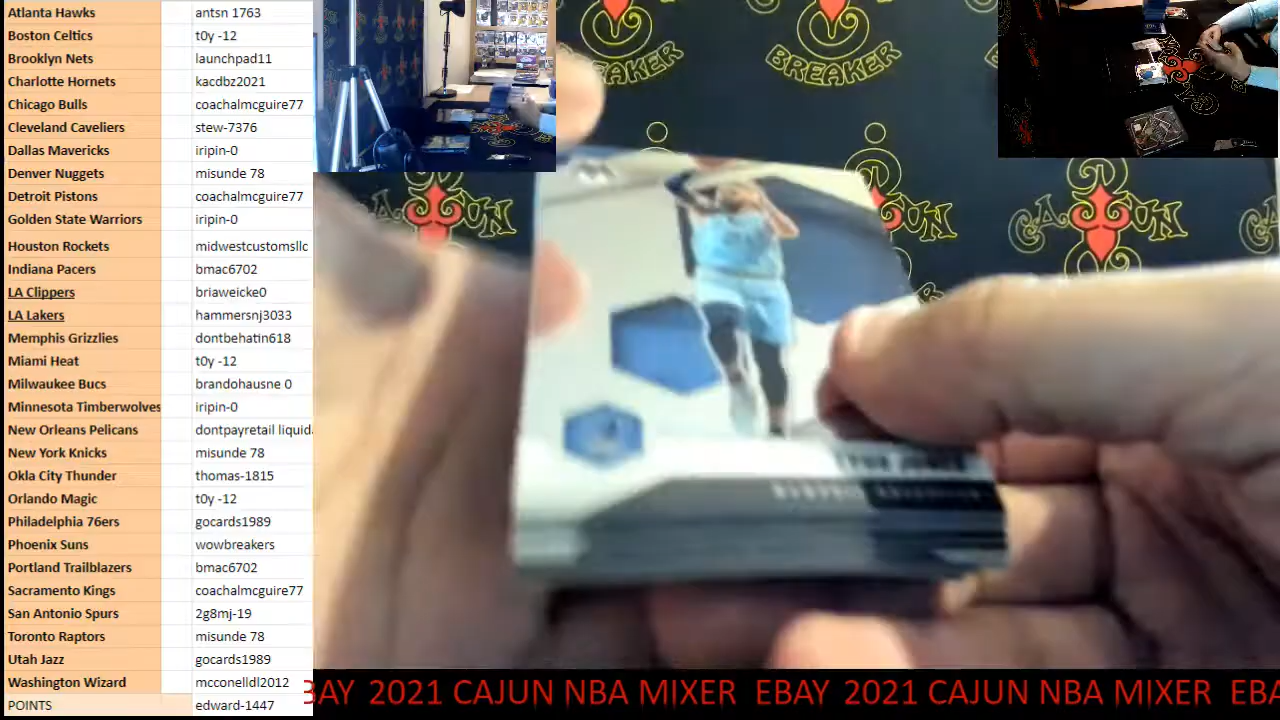 Atlanta Hawks antsn 1763
Boston Celtics t0y -12
Brooklyn Nets launchpad11
Charlotte Hornets kacdbz2021
Chicago Bulls coachalmcguire77
Cleveland Caveliers stew-7376
Dallas Mavericks iripin-0
Denver Nuggets misunde 78
Detroit Pistons coachalmcguire77
Golden State Warriors iripin-0
Houston Rockets midwestcustomsllc
Indiana Pacers bmac6702
LA Clippers briaweicke0
LA Lakers hammersnj3033
Memphis Grizzlies dontbehatin618
Miami Heat t0y -12
Milwaukee Bucs brandohausne 0
Minnesota Timberwolves iripin-0
New Orleans Pelicans dontpayretail liquid
New York Knicks misunde 78
Okla City Thunder thomas-1815
Orlando Magic t0y -12
Philadelphia 76ers gocards1989
Phoenix Suns wowbreakers
Portland Trailblazers bmac6702
Sacramento Kings coachalmcguire77
San Antonio Spurs 2g8mj-19
Toronto Raptors misunde 78
Utah Jazz gocards1989
Washington Wizard mcconelldl2012
POINTS edward-1447
BREAKER
BREAKER
CAJUN
BAY 2021 CAJUN NBA MIXER EBAY 2021 CAJUN NBA MIXER EBA